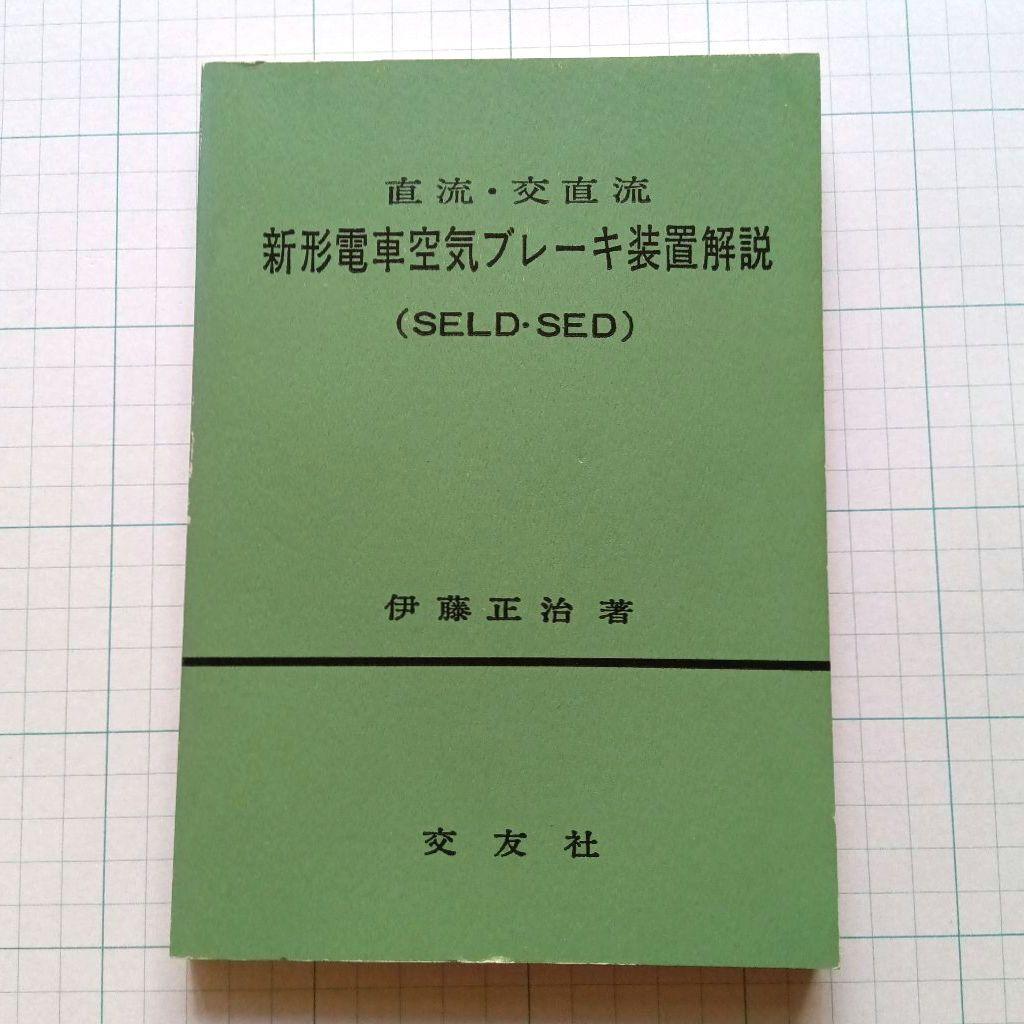 直流・交直流
新形電車空気ブレーキ装置解説
（SELD・SED）
伊藤正治著
交友社